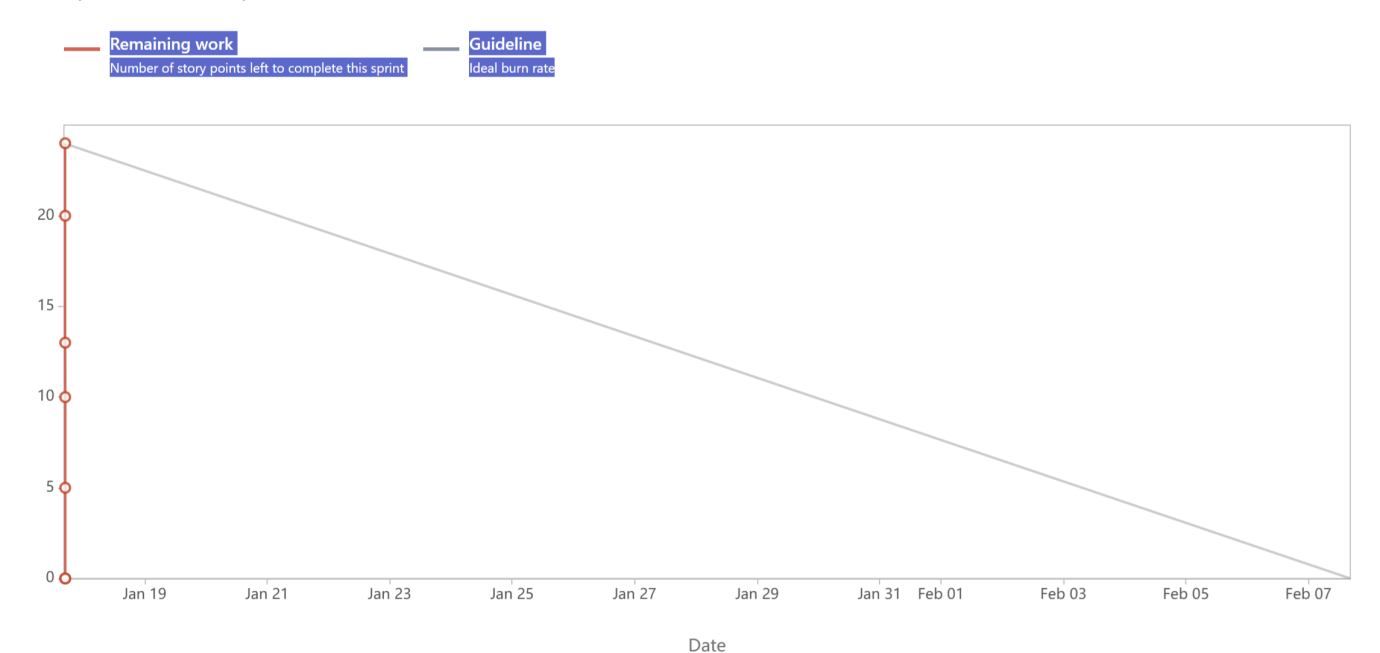 Remaining work
Number of story points left to complete this sprint
Guideline
Ideal burn rate
20
15
10
5
0
Jan 19 Jan 21 Jan 23 Jan 25 Jan 27 Jan 29 Jan 31 Feb 01 Feb 03 Feb 05 Feb 07
Date